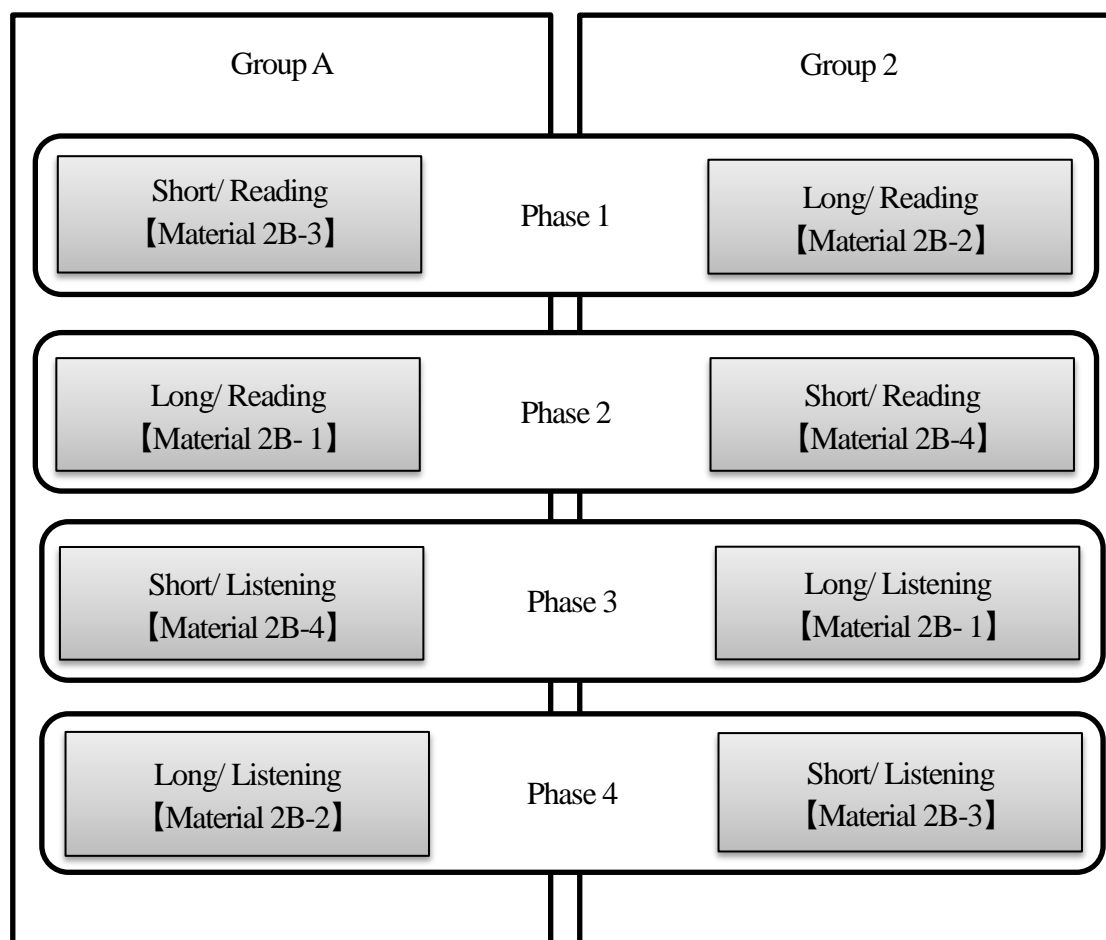 Group A
Group 2
Short/ Reading
【Material 2B-3】
Phase 1
Long/ Reading
【Material 2B-2】
Long/ Reading
【Material 2B- 1】
Phase 2
Short/ Reading
【Material 2B-4】
Short/ Listening
【Material 2B-4】
Phase 3
Long/ Listening
【Material 2B- 1】
Long/ Listening
【Material 2B-2】
Phase 4
Short/ Listening
【Material 2B-3】